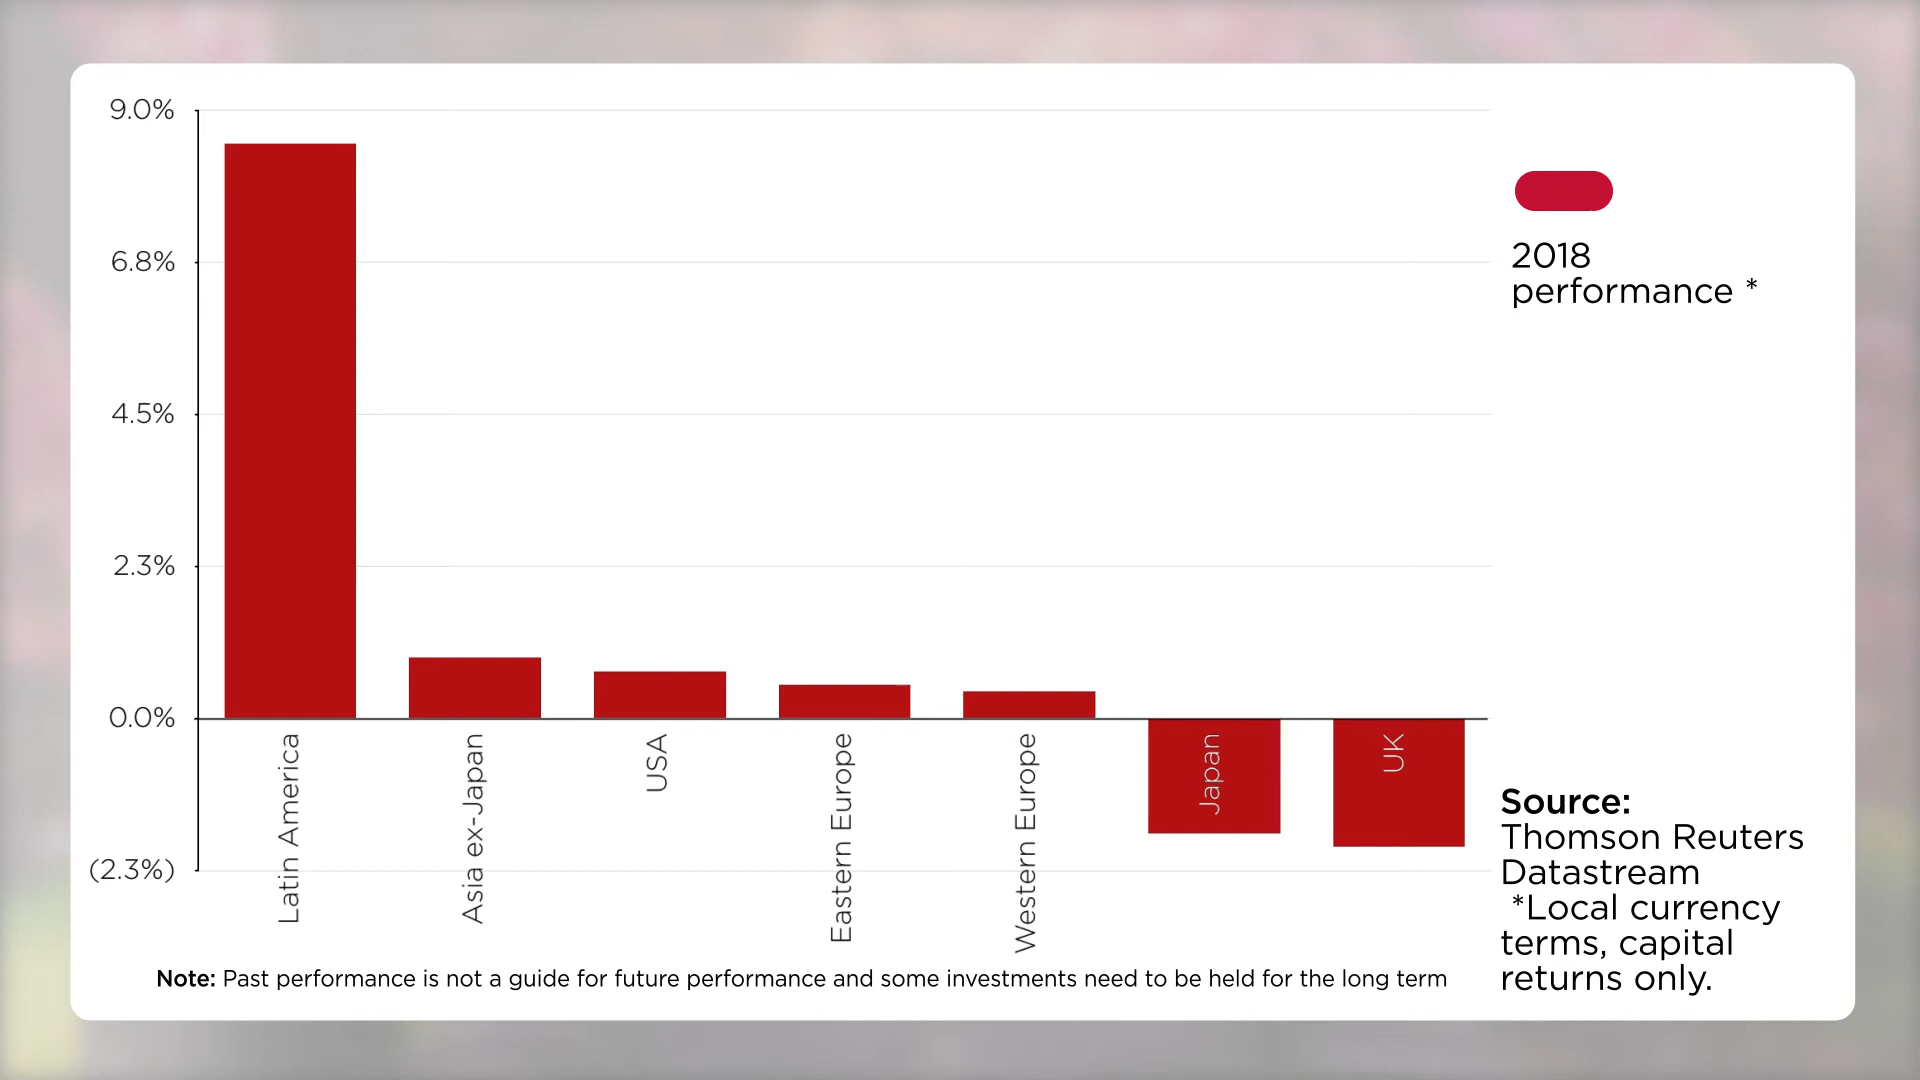 9.0%
6.8%
4.5%
2.3%
0.0%
(2.3%)
Latin America
Asia ex-Japan
USA
Eastern Europe
Western Europe
Japan
UK
2018
performance *
Source:
Thomson Reuters
Datastream
*Local currency
terms, capital
returns only.
Note: Past performance is not a guide for future performance and some investments need to be held for the long term